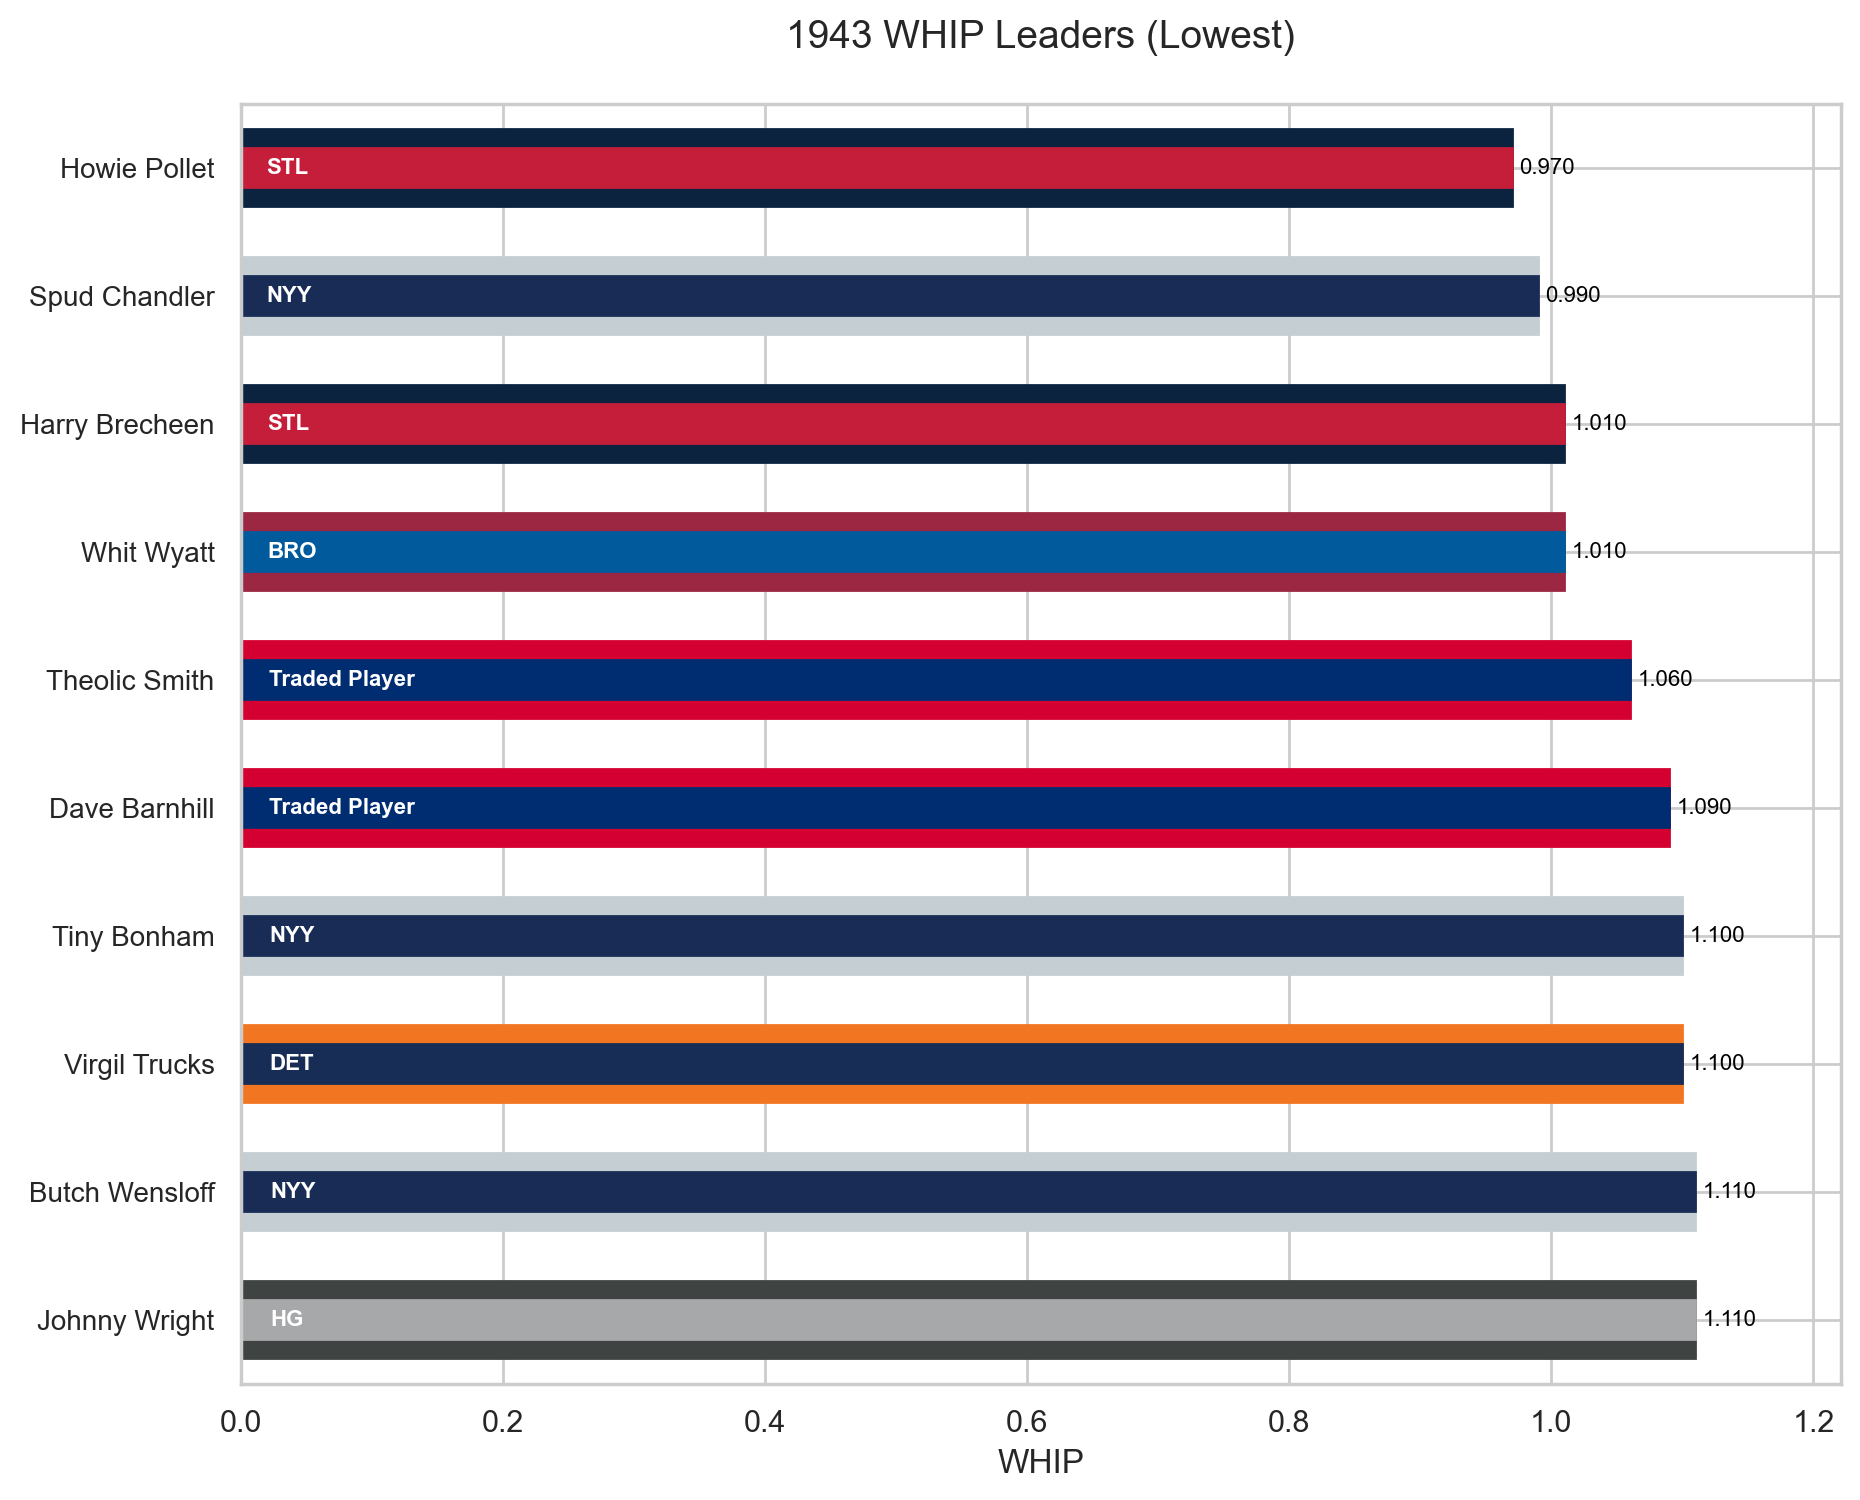 1943 WHIP Leaders (Lowest)
Howie Pollet
STL
0.970
Spud Chandler
NYY
0.990
Harry Brecheen
STL
1.010
Whit Wyatt
BRO
1.010
Theolic Smith
Traded Player
1.060
Dave Barnhill
Traded Player
1.090
Tiny Bonham
NYY
1.100
Virgil Trucks
DET
1.100
Butch Wensloff
NYY
1.110
Johnny Wright
HG
1.110
0.0 0.2 0.4 0.6 0.8 1.0 1.2
WHIP